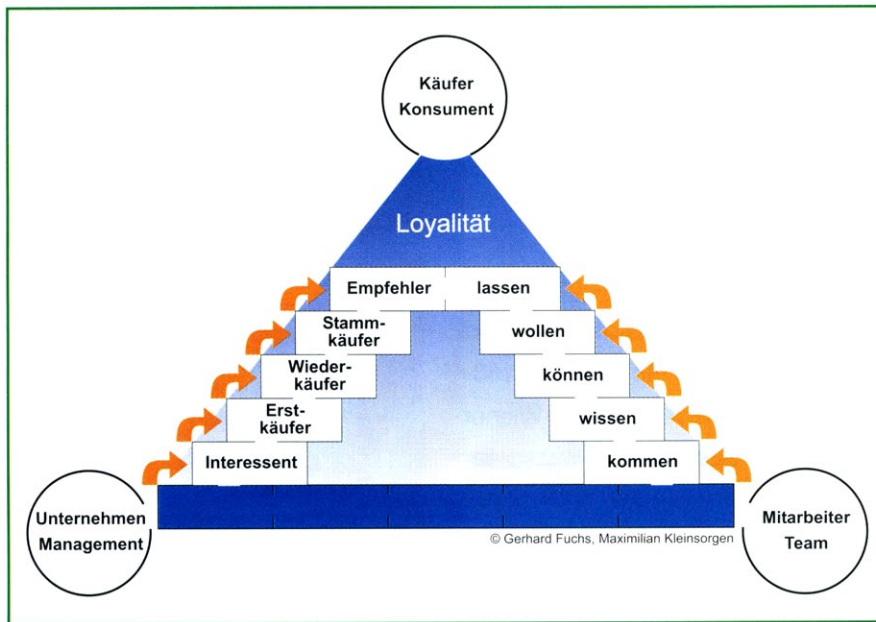 Käufer
Konsument
Loyalität
Empfehler
lassen
Stamm-
käufer
wollen
Wieder-
käufer
können
Erst-
käufer
wissen
Interessent
kommen
Unternehmen
Management
Mitarbeiter
Team
© Gerhard Fuchs, Maximilian Kleinsorgen